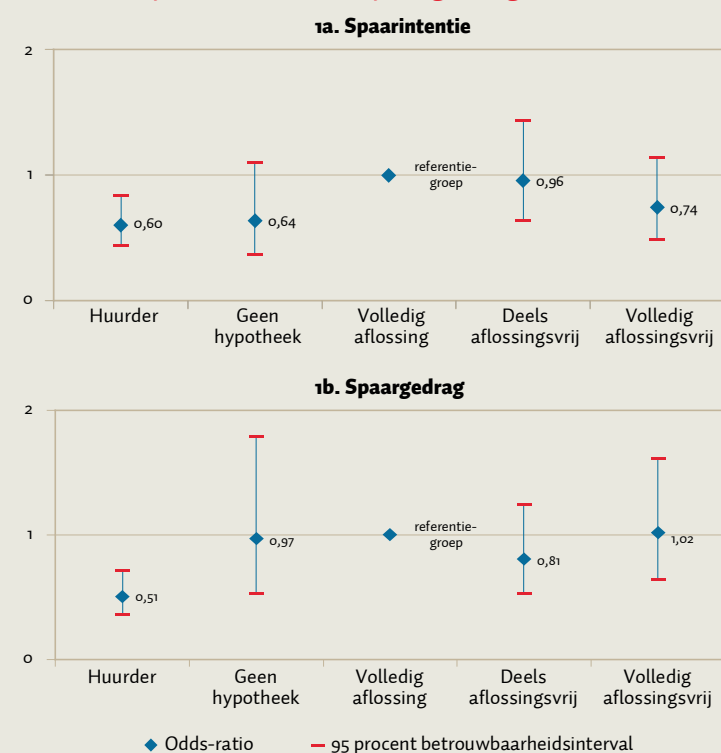 1a. Spaarintentie
2
1
0
0,60
0,64
referentie-
groep
0,96
0,74
Huurder
Geen
hypotheek
Volledig
aflossing
Deels
aflossingsvrij
Volledig
aflossingsvrij
1b. Spaargedrag
2
1
0
0,51
0,97
referentie-
groep
0,81
1,02
Huurder
Geen
hypotheek
Volledig
aflossing
Deels
aflossingsvrij
Volledig
aflossingsvrij
Odds-ratio
95 procent betrouwbaarheidsinterval